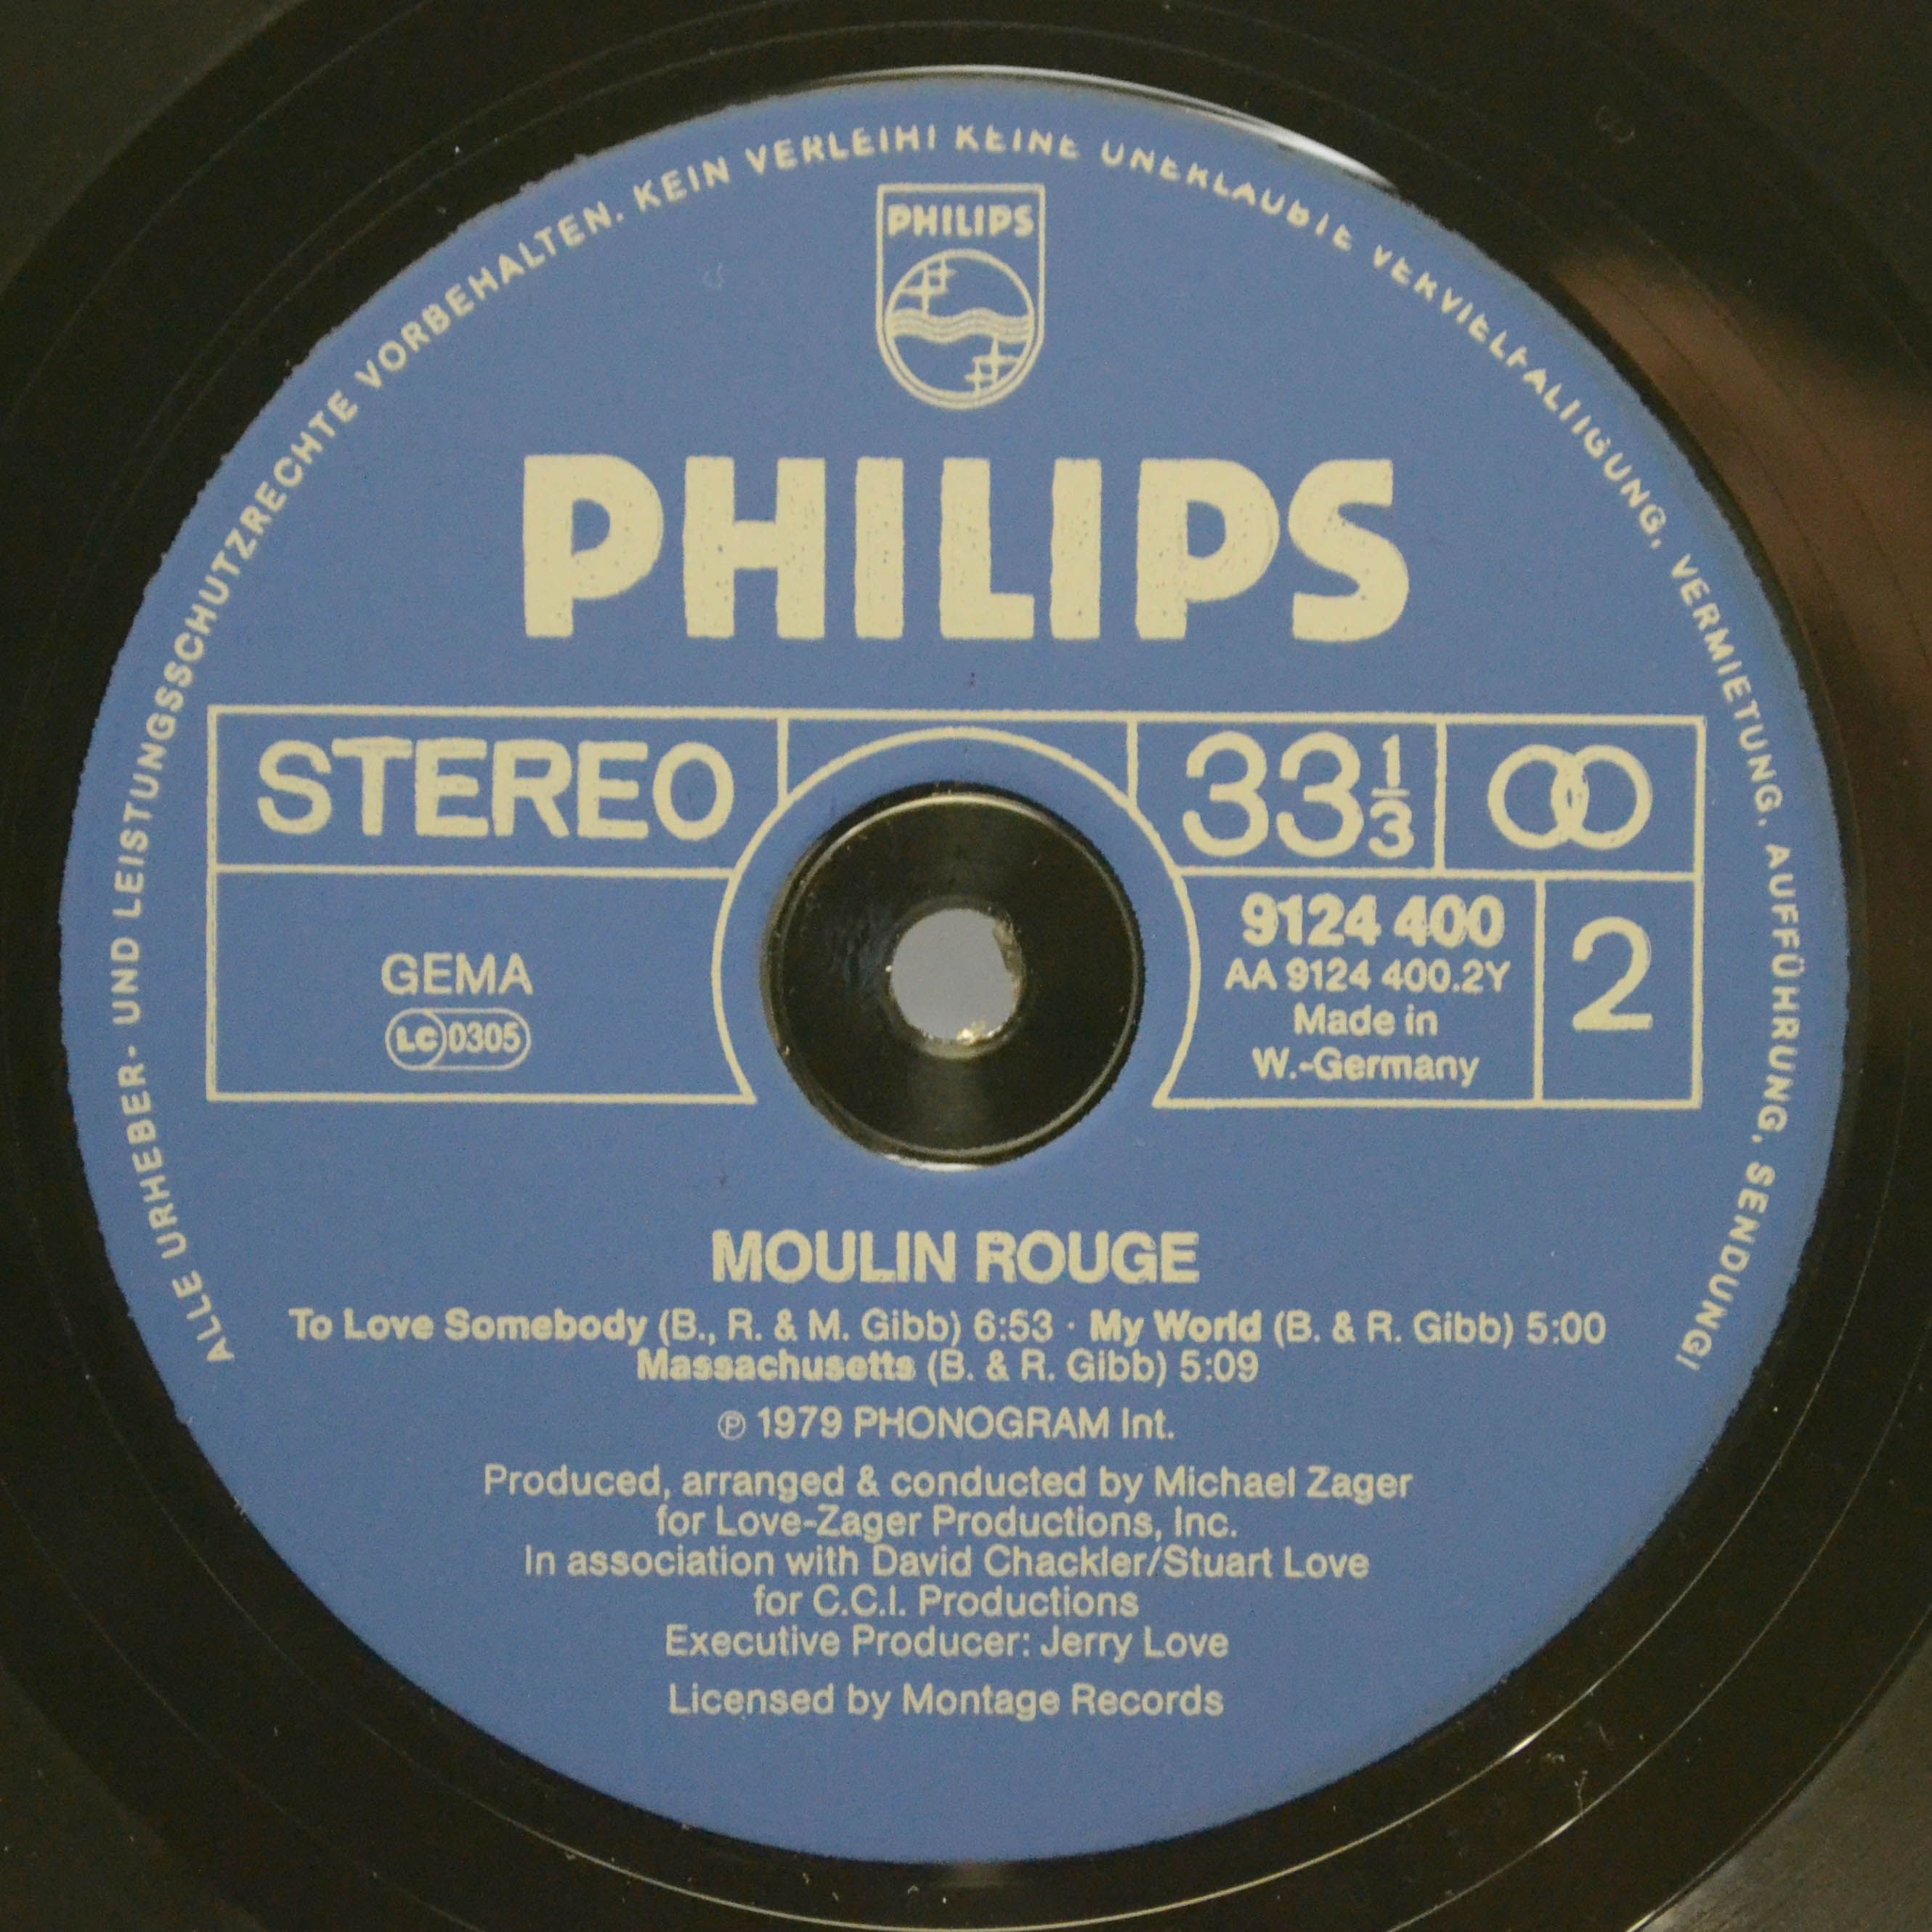 ALLE URHEBER- UND LEISTUNGSSCHUTZRECHTE VORBEHALTEN. KEIN VERLEIH! KEINE UNERLAUBTE VERVIELFÄLTIGUNG, VERMIETUNG, AUFFÜHRUNG, SENDUNG!
PHILIPS
PHILIPS
STEREO
33 1/3
GEMA
LC 0305
9124 400
AA 9124 400.2Y
Made in
W.-Germany
2
MOULIN ROUGE
To Love Somebody (B., R. & M. Gibb) 6:53 · My World (B. & R. Gibb) 5:00
Massachusetts (B. & R. Gibb) 5:09
℗ 1979 PHONOGRAM Int.
Produced, arranged & conducted by Michael Zager
for Love-Zager Productions, Inc.
In association with David Chackler/Stuart Love
for C.C.I. Productions
Executive Producer: Jerry Love
Licensed by Montage Records